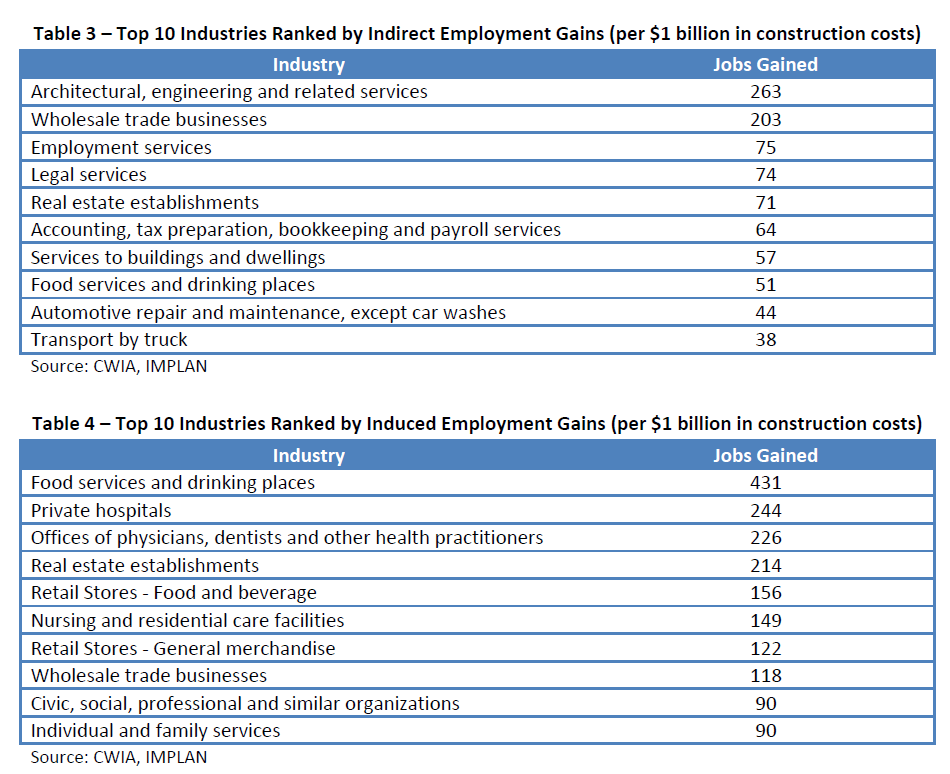 Table 3 – Top 10 Industries Ranked by Indirect Employment Gains (per $1 billion in construction costs)
Industry Jobs Gained
Architectural, engineering and related services 263
Wholesale trade businesses 203
Employment services 75
Legal services 74
Real estate establishments 71
Accounting, tax preparation, bookkeeping and payroll services 64
Services to buildings and dwellings 57
Food services and drinking places 51
Automotive repair and maintenance, except car washes 44
Transport by truck 38
Source: CWIA, IMPLAN
Table 4 – Top 10 Industries Ranked by Induced Employment Gains (per $1 billion in construction costs)
Industry Jobs Gained
Food services and drinking places 431
Private hospitals 244
Offices of physicians, dentists and other health practitioners 226
Real estate establishments 214
Retail Stores - Food and beverage 156
Nursing and residential care facilities 149
Retail Stores - General merchandise 122
Wholesale trade businesses 118
Civic, social, professional and similar organizations 90
Individual and family services 90
Source: CWIA, IMPLAN